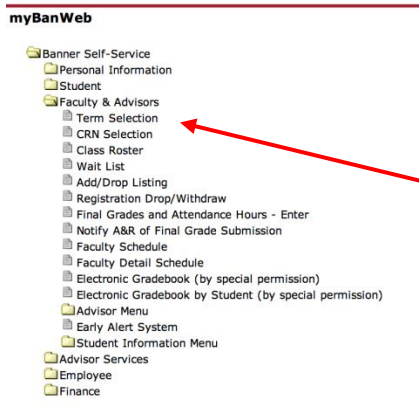 myBanWeb
Banner Self-Service
Personal Information
Student
Faculty & Advisors
Term Selection
CRN Selection
Class Roster
Wait List
Add/Drop Listing
Registration Drop/Withdraw
Final Grades and Attendance Hours - Enter
Notify A&R of Final Grade Submission
Faculty Schedule
Faculty Detail Schedule
Electronic Gradebook (by special permission)
Electronic Gradebook by Student (by special permission)
Advisor Menu
Early Alert System
Student Information Menu
Advisor Services
Employee
Finance